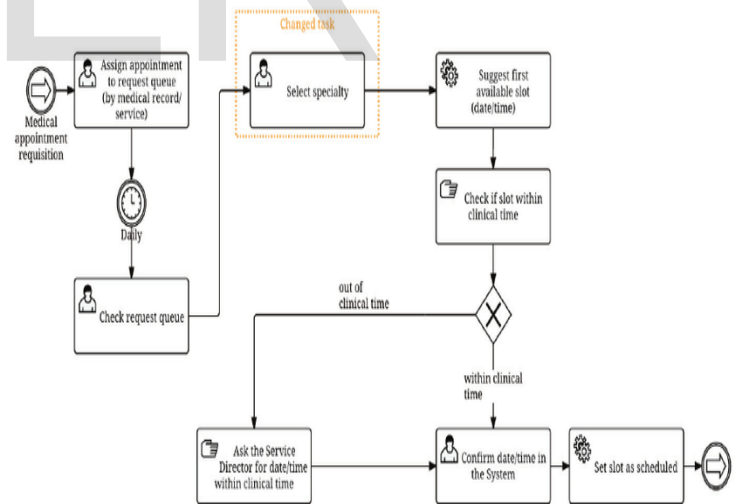 Changed task
Assign appointment
to request queue
(by medical record/
service)
Select specialty
Suggest first
available slot
(date/time)
Medical
appointment
requisition
Check if slot within
clinical time
Daily
Check request queue
out of
clinical time
within clinical
time
Ask the Service
Director for date/time
within clinical time
Confirm date/time in
the System
Set slot as scheduled